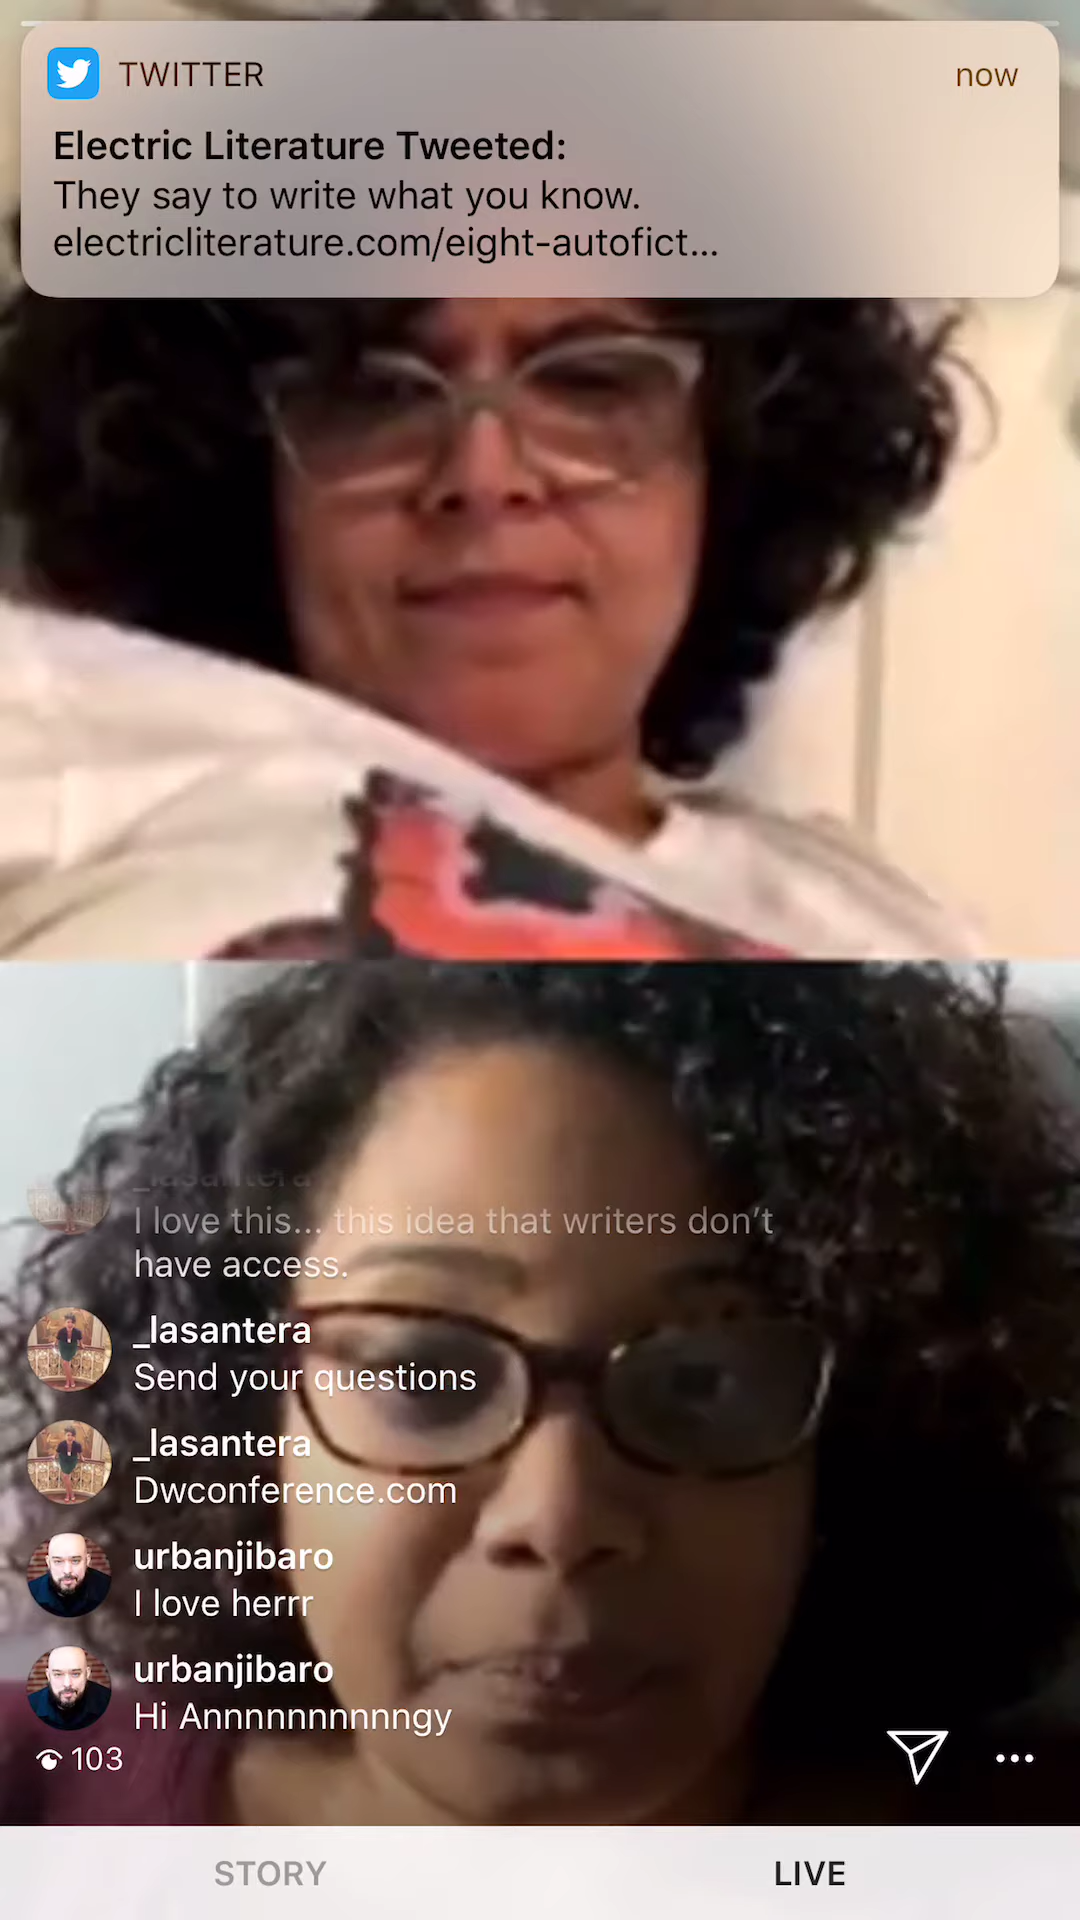 TWITTER
now
Electric Literature Tweeted:
They say to write what you know.
electricliterature.com/eight-autofict...
_lasantera
I love this... this idea that writers don't
have access.
_lasantera
Send your questions
_lasantera
Dwconference.com
urbanjibaro
I love herrr
urbanjibaro
Hi Annnnnnnnnngy
103
STORY
LIVE